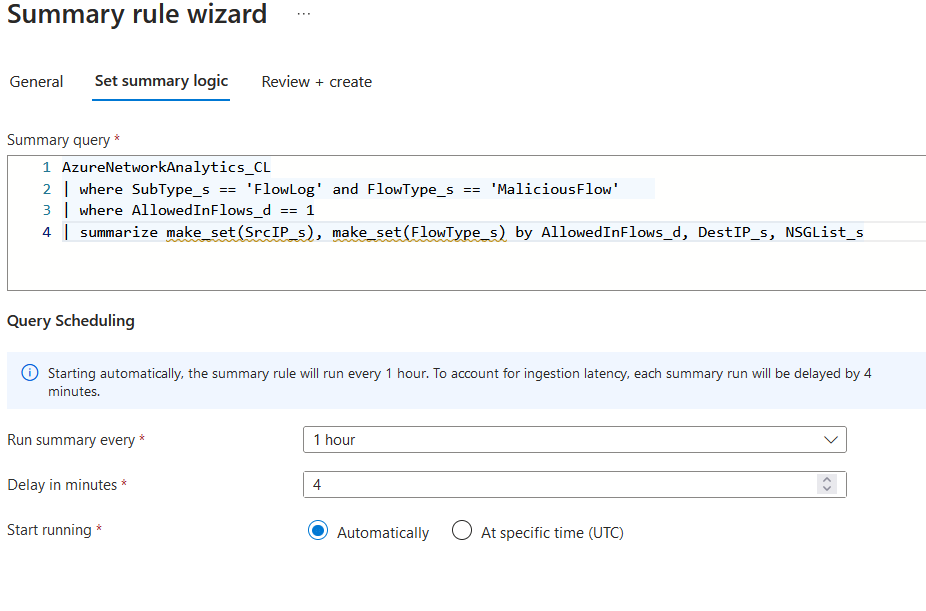 Summary rule wizard ...
General Set summary logic Review + create
Summary query *
1 AzureNetworkAnalytics_CL
2 | where SubType_s == 'FlowLog' and FlowType_s == 'MaliciousFlow'
3 | where AllowedInFlows_d == 1
4 | summarize make_set(SrcIP_s), make_set(FlowType_s) by AllowedInFlows_d, DestIP_s, NSGList_s
Query Scheduling
Starting automatically, the summary rule will run every 1 hour. To account for ingestion latency, each summary run will be delayed by 4
minutes.
Run summary every * 1 hour
Delay in minutes * 4
Start running * Automatically At specific time (UTC)